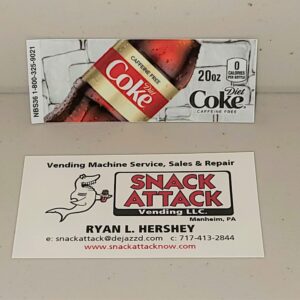 NBS36 1-800-325-9021
CAFFEINE FREE
Diet
Coke
20oz
0
CALORIES
PER BOTTLE
Diet
Coke
CAFFEINE FREE
Vending Machine Service, Sales & Repair
SNACK
ATTACK
Vending LLC.
Manheim, PA
RYAN L. HERSHEY
e: snackattack@dejazzd.com c: 717-413-2844
www.snackattacknow.com